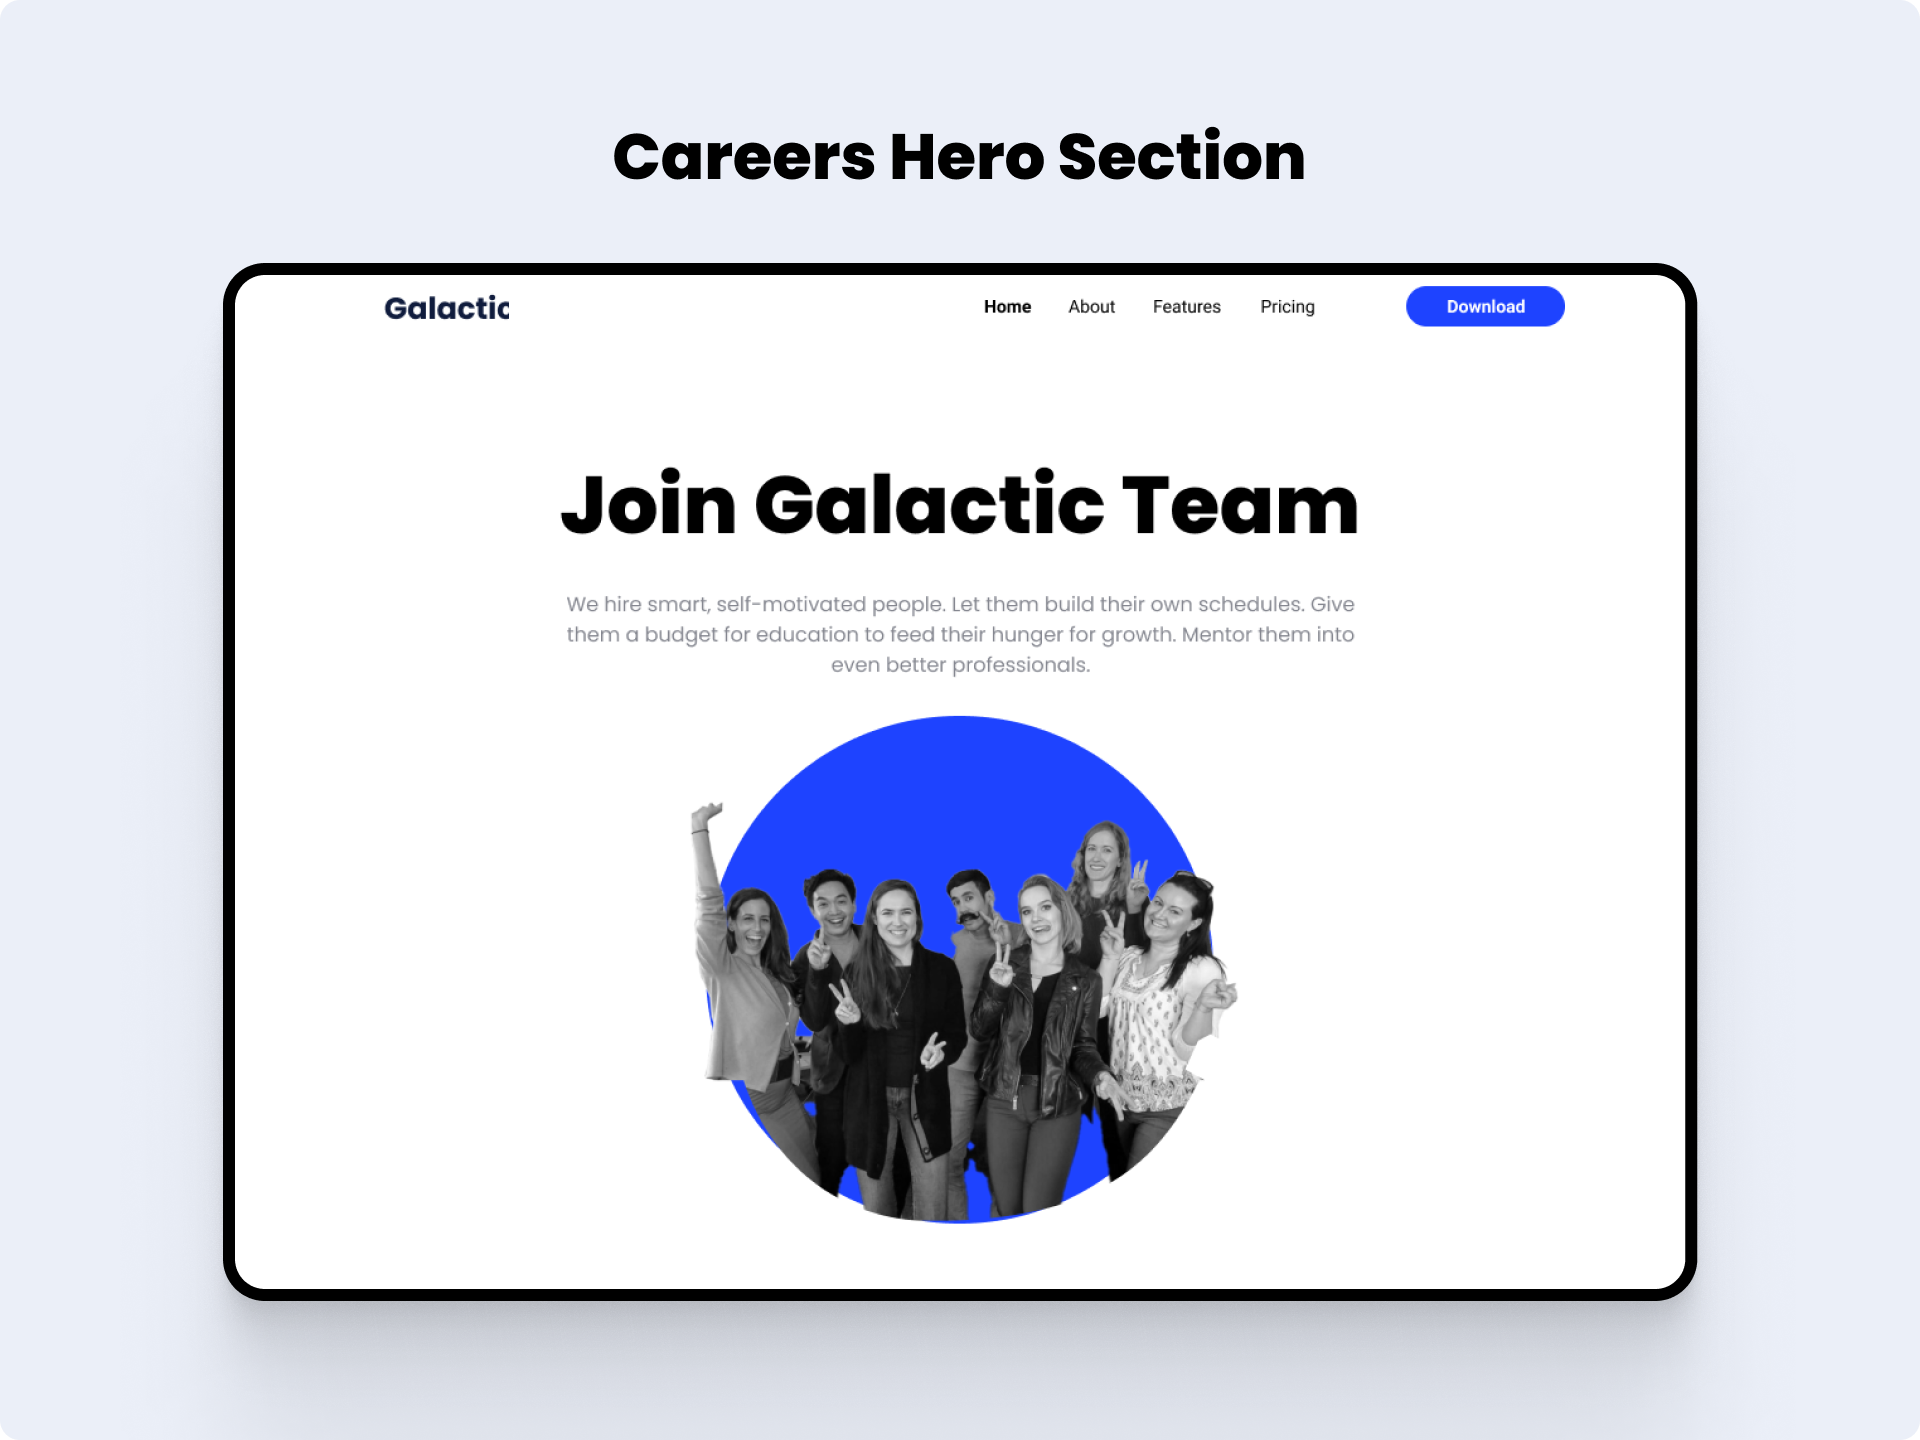 Careers Hero Section
Galactic
Home About Features Pricing Download
Join Galactic Team
We hire smart, self-motivated people. Let them build their own schedules. Give
them a budget for education to feed their hunger for growth. Mentor them into
even better professionals.